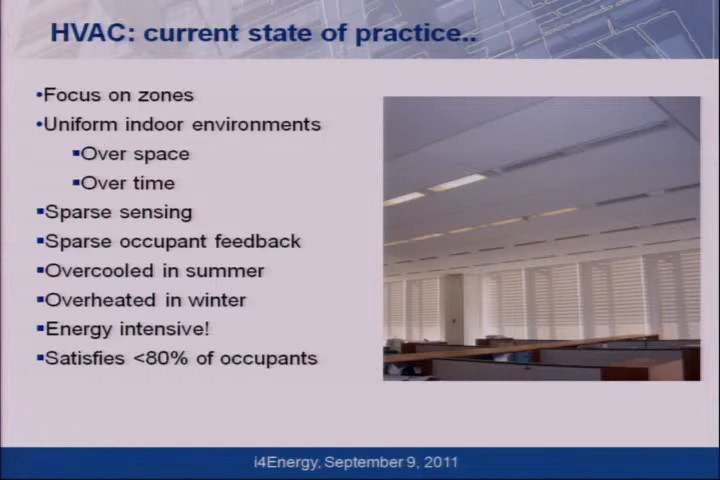 HVAC: current state of practice..
•Focus on zones
•Uniform indoor environments
▪Over space
▪Over time
▪Sparse sensing
▪Sparse occupant feedback
▪Overcooled in summer
▪Overheated in winter
▪Energy intensive!
▪Satisfies <80% of occupants
i4Energy, September 9, 2011